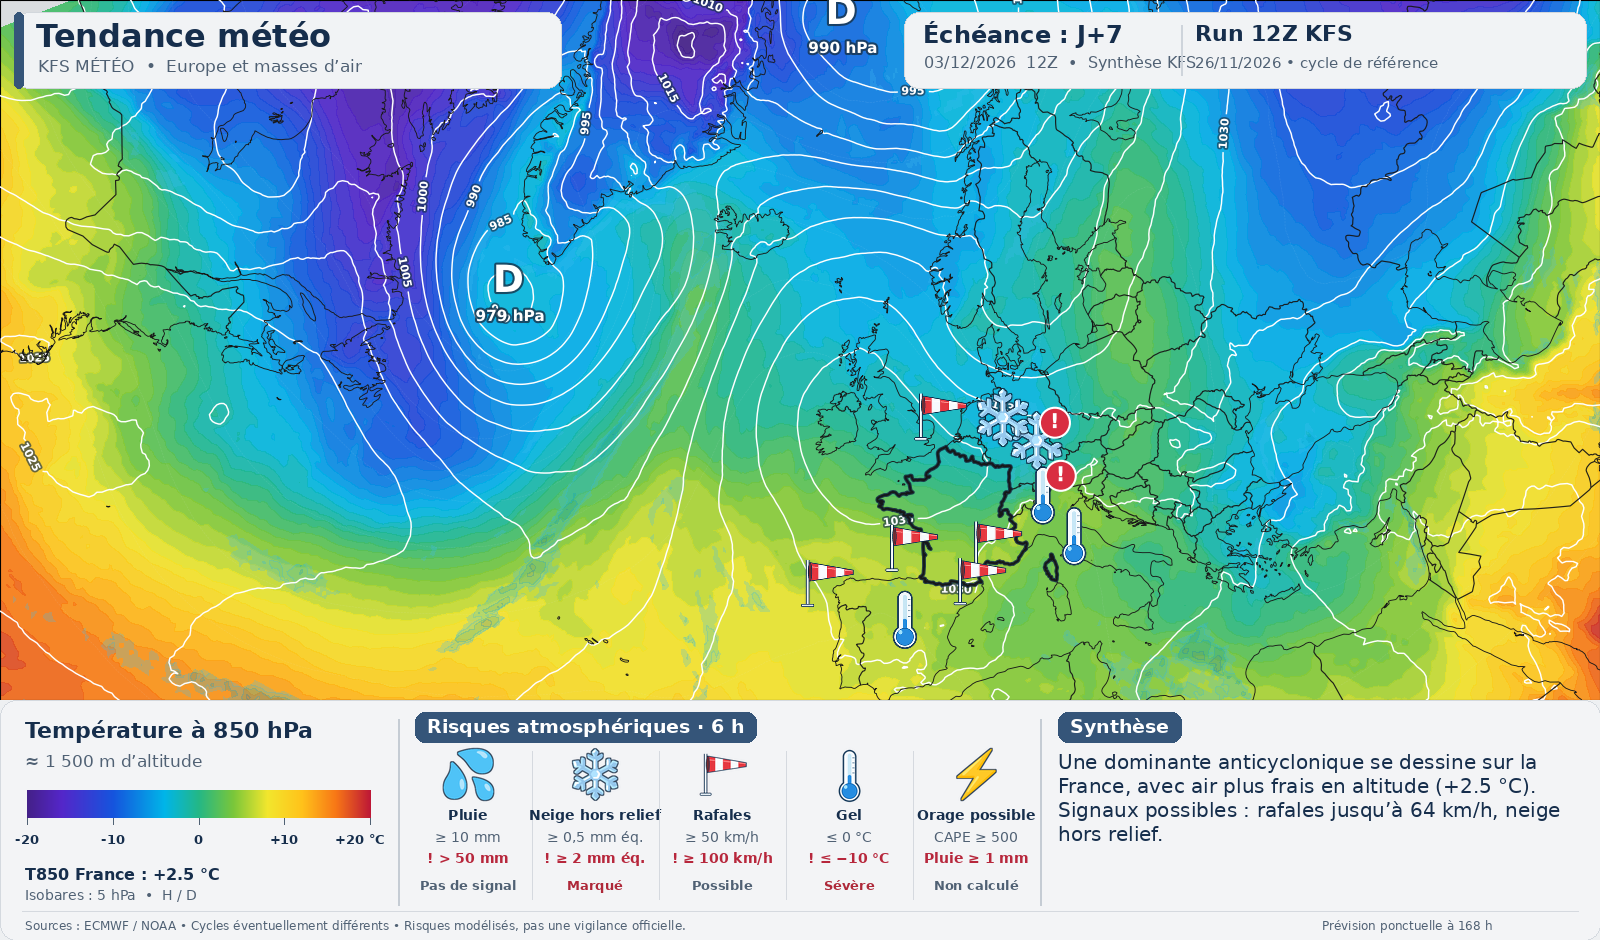 Tendance météo
KFS MÉTÉO • Europe et masses d’air
Échéance : J+7
03/12/2026 12Z • Synthèse KFS
Run 12Z KFS
26/11/2026 • cycle de référence
D
990 hPa
1010
1015
995
995
1030
1000
990
985
1005
D
979 hPa
1025
1025
1030
Température à 850 hPa
≈ 1 500 m d’altitude
-20
-10
0
+10
+20 °C
T850 France : +2.5 °C
Isobares : 5 hPa • H / D
Risques atmosphériques · 6 h
Pluie
≥ 10 mm
! > 50 mm
Pas de signal
Neige hors relief
≥ 0,5 mm éq.
! ≥ 2 mm éq.
Marqué
Rafales
≥ 50 km/h
! ≥ 100 km/h
Possible
Gel
≤ 0 °C
! ≤ −10 °C
Sévère
Orage possible
CAPE ≥ 500
Pluie ≥ 1 mm
Non calculé
Synthèse
Une dominante anticyclonique se dessine sur la
France, avec air plus frais en altitude (+2.5 °C).
Signaux possibles : rafales jusqu’à 64 km/h, neige
hors relief.
Sources : ECMWF / NOAA • Cycles éventuellement différents • Risques modélisés, pas une vigilance officielle.
Prévision ponctuelle à 168 h